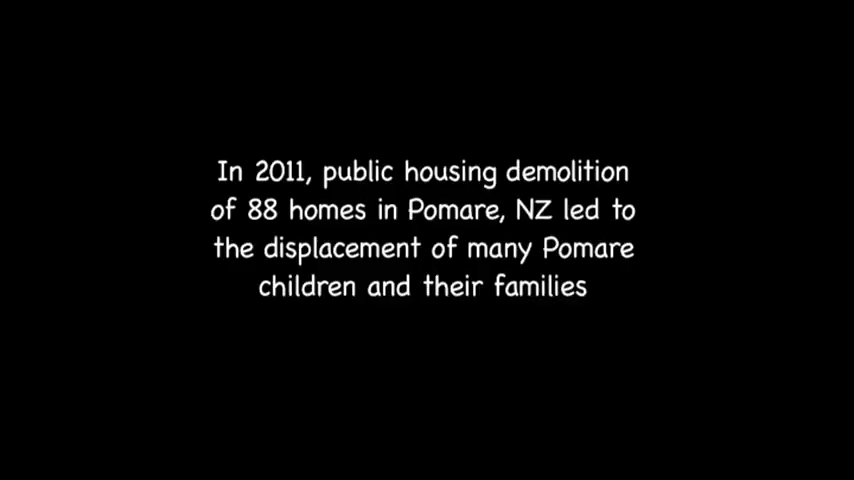 In 2011, public housing demolition
of 88 homes in Pomare, NZ led to
the displacement of many Pomare
children and their families